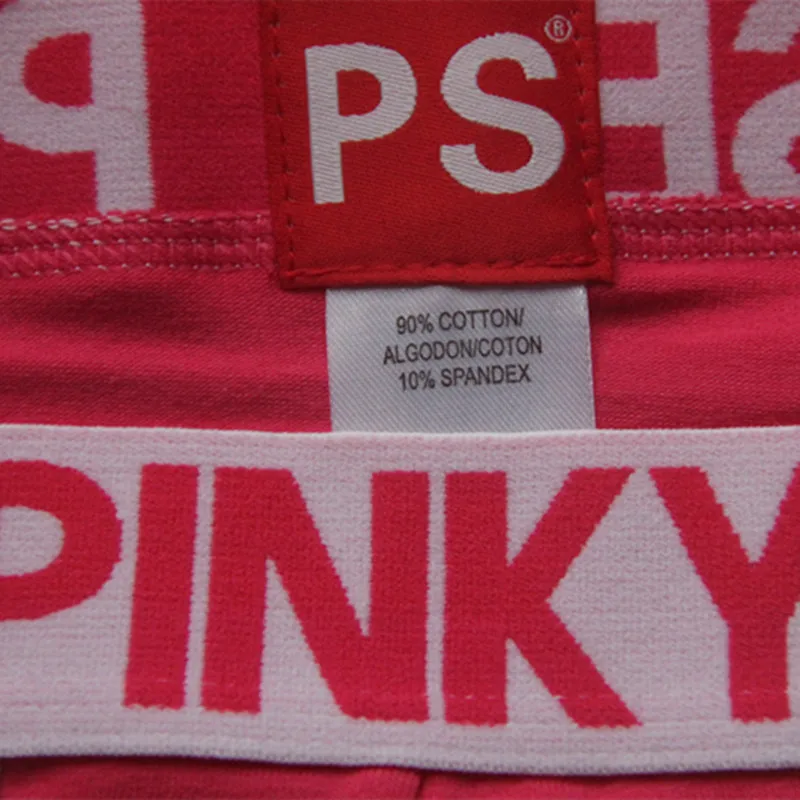 PS®
90% COTTON/
ALGODON/COTON
10% SPANDEX
PINKY